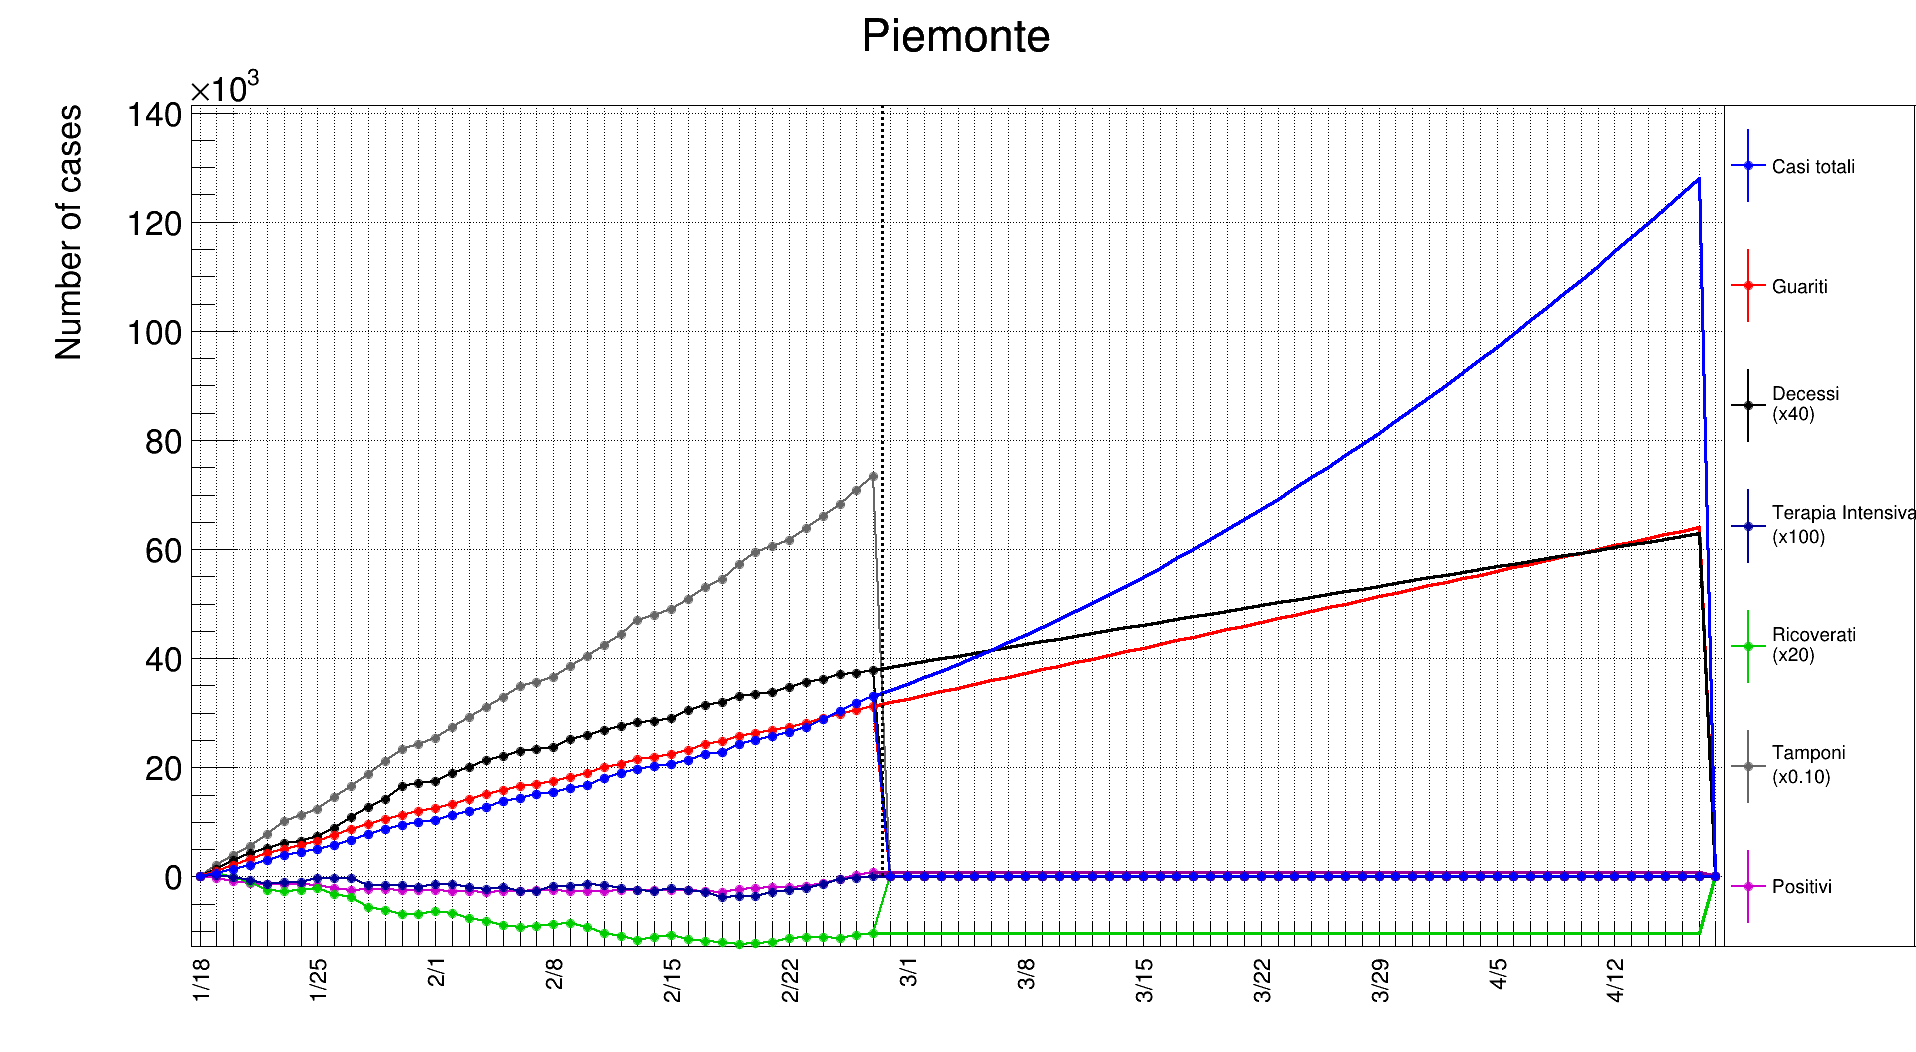 Piemonte
×10³
Number of cases
140
120
100
80
60
40
20
0
1/18
1/25
2/1
2/8
2/15
2/22
3/1
3/8
3/15
3/22
3/29
4/5
4/12
Casi totali
Guariti
Decessi
(x40)
Terapia Intensiva
(x100)
Ricoverati
(x20)
Tamponi
(x0.10)
Positivi